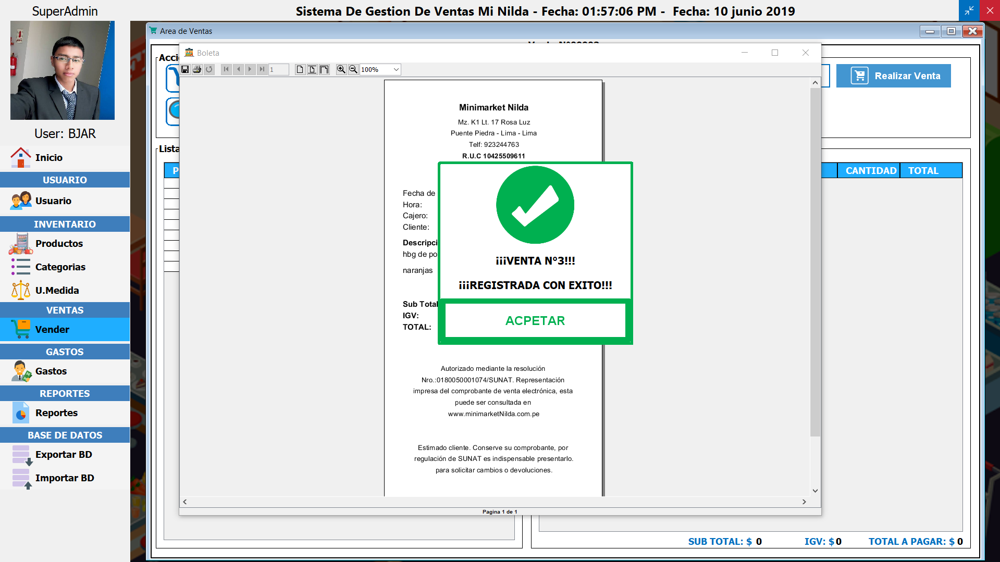 SuperAdmin
Sistema De Gestion De Ventas Mi Nilda - Fecha: 01:57:06 PM - Fecha: 10 junio 2019
User: BJAR
Inicio
USUARIO
Usuario
INVENTARIO
Productos
Categorias
U.Medida
VENTAS
Vender
GASTOS
Gastos
REPORTES
Reportes
BASE DE DATOS
Exportar BD
Importar BD
Area de Ventas
Acci
Lista
P
Realizar Venta
CANTIDAD
TOTAL
Boleta
1
100%
Minimarket Nilda
Mz. K1 Lt. 17 Rosa Luz
Puente Piedra - Lima - Lima
Telf: 923244763
R.U.C 10425509611
Fecha de
Hora:
Cajero:
Cliente:
Descripci
hbg de po
naranjas
Sub Total
IGV:
TOTAL:
¡¡¡VENTA N°3!!!
¡¡¡REGISTRADA CON EXITO!!!
ACPETAR
Autorizado mediante la resolución
Nro.:0180050001074/SUNAT. Representación
impresa del comprobante de venta electrónica, esta
puede ser consultada en
www.minimarketNilda.com.pe
Estimado cliente. Conserve su comprobante, por
regulación de SUNAT es indispensable presentarlo.
para solicitar cambios o devoluciones.
Pagina 1 de 1
SUB TOTAL: $ 0
IGV: $ 0
TOTAL A PAGAR: $ 0